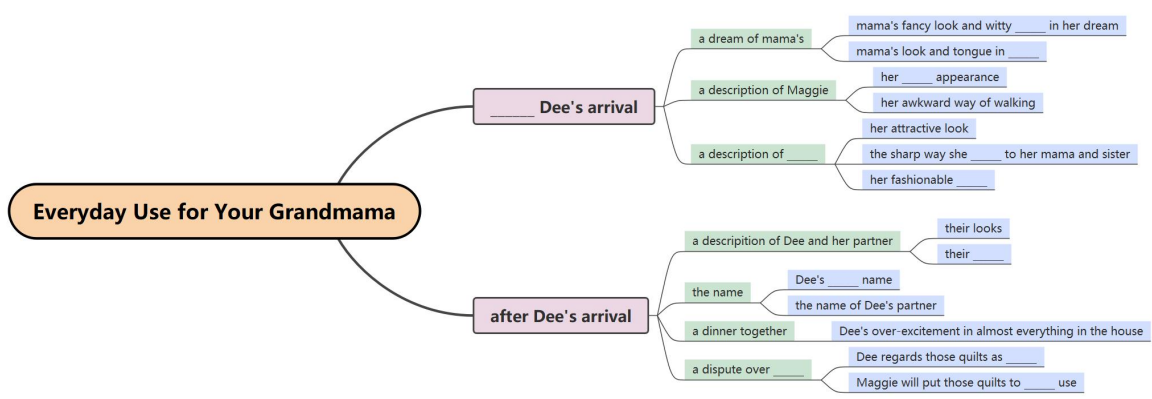 Everyday Use for Your Grandmama
______ Dee's arrival
a dream of mama's
mama's fancy look and witty _____ in her dream
mama's look and tongue in _____
a description of Maggie
her _____ appearance
her awkward way of walking
a description of _____
her attractive look
the sharp way she _____ to her mama and sister
her fashionable _____
after Dee's arrival
a descripition of Dee and her partner
their looks
their _____
the name
Dee's _____ name
the name of Dee's partner
a dinner together
Dee's over-excitement in almost everything in the house
a dispute over _____
Dee regards those quilts as _____
Maggie will put those quilts to _____ use